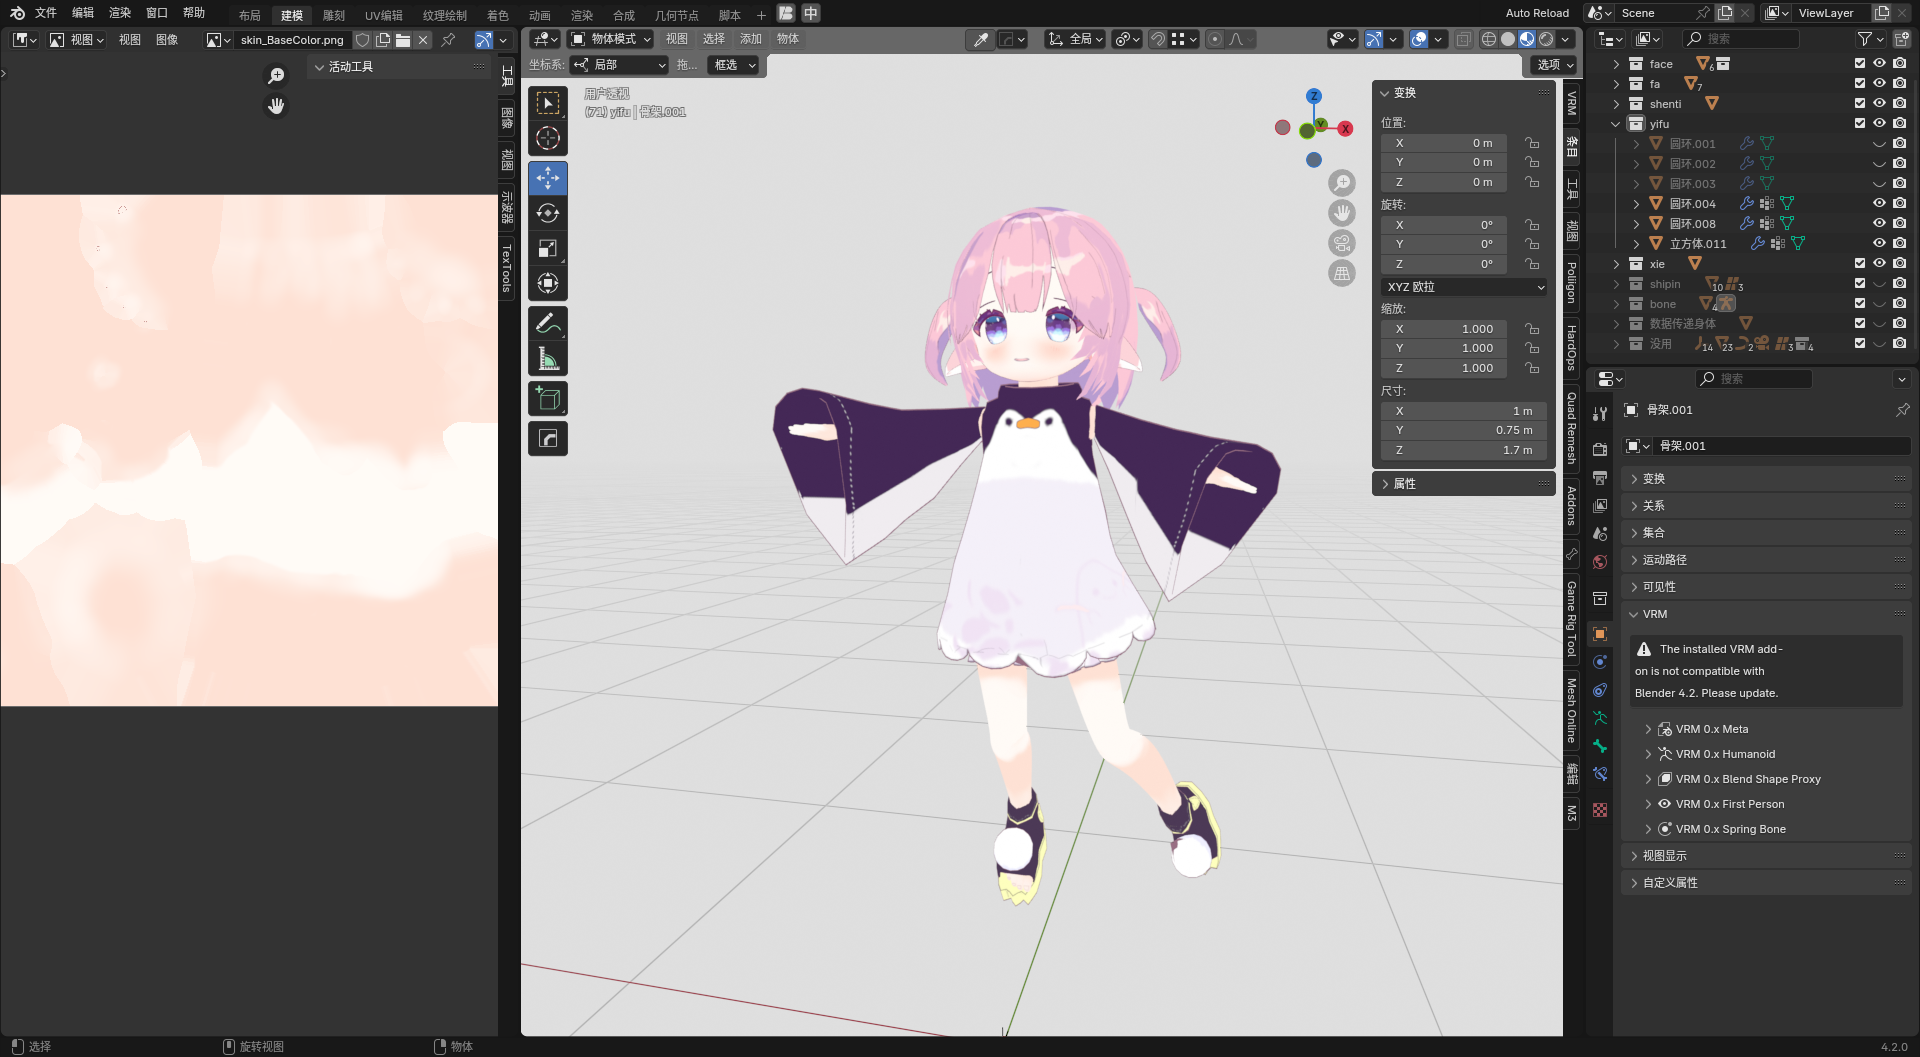 文件 编辑 渲染 窗口 帮助 布局 建模 雕刻 UV编辑 纹理绘制 着色 动画 渲染 合成 几何节点 脚本 + 中 Auto Reload Scene ViewLayer
视图 视图 图像 skin_BaseColor.png
活动工具
工具
图像
视图
示波器
TexTools
物体模式 视图 选择 添加 物体 全局
坐标系: 局部 拖... 框选 选项
用户透视
(71) yifu | 骨架.001
Z
Y
X
变换
位置:
X 0 m
Y 0 m
Z 0 m
旋转:
X 0°
Y 0°
Z 0°
XYZ 欧拉
缩放:
X 1.000
Y 1.000
Z 1.000
尺寸:
X 1 m
Y 0.75 m
Z 1.7 m
属性
VRM
条目
工具
视图
Poliigon
HardOps
Quad Remesh
Addons
Game Rig Tool
Mesh Online
编辑
M3
搜索
face 6
fa 7
shenti
yifu
圆环.001
圆环.002
圆环.003
圆环.004
圆环.008
立方体.011
xie
shipin 10 3
bone 4
数据传递身体
没用 14 23 2 3 4
搜索
骨架.001
骨架.001
变换
关系
集合
运动路径
可见性
VRM
The installed VRM add-
on is not compatible with
Blender 4.2. Please update.
VRM 0.x Meta
VRM 0.x Humanoid
VRM 0.x Blend Shape Proxy
VRM 0.x First Person
VRM 0.x Spring Bone
视图显示
自定义属性
选择 旋转视图 物体 4.2.0